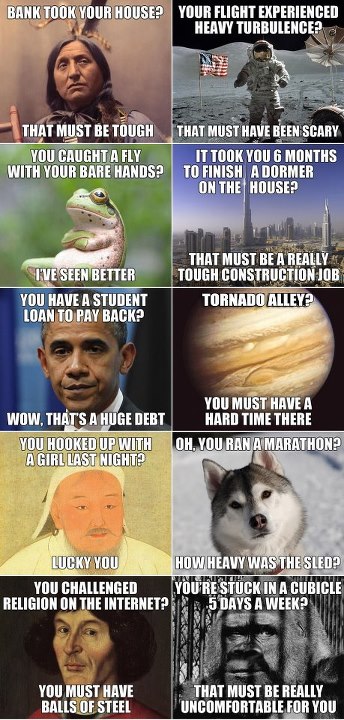 BANK TOOK YOUR HOUSE?
THAT MUST BE TOUGH
YOUR FLIGHT EXPERIENCED
HEAVY TURBULENCE?
THAT MUST HAVE BEEN SCARY
YOU CAUGHT A FLY
WITH YOUR BARE HANDS?
I'VE SEEN BETTER
IT TOOK YOU 6 MONTHS
TO FINISH A DORMER
ON THE HOUSE?
THAT MUST BE A REALLY
TOUGH CONSTRUCTION JOB
YOU HAVE A STUDENT
LOAN TO PAY BACK?
WOW, THAT'S A HUGE DEBT
TORNADO ALLEY?
YOU MUST HAVE A
HARD TIME THERE
YOU HOOKED UP WITH
A GIRL LAST NIGHT?
LUCKY YOU
OH, YOU RAN A MARATHON?
HOW HEAVY WAS THE SLED?
YOU CHALLENGED
RELIGION ON THE INTERNET?
YOU MUST HAVE
BALLS OF STEEL
YOU'RE STUCK IN A CUBICLE
5 DAYS A WEEK?
THAT MUST BE REALLY
UNCOMFORTABLE FOR YOU